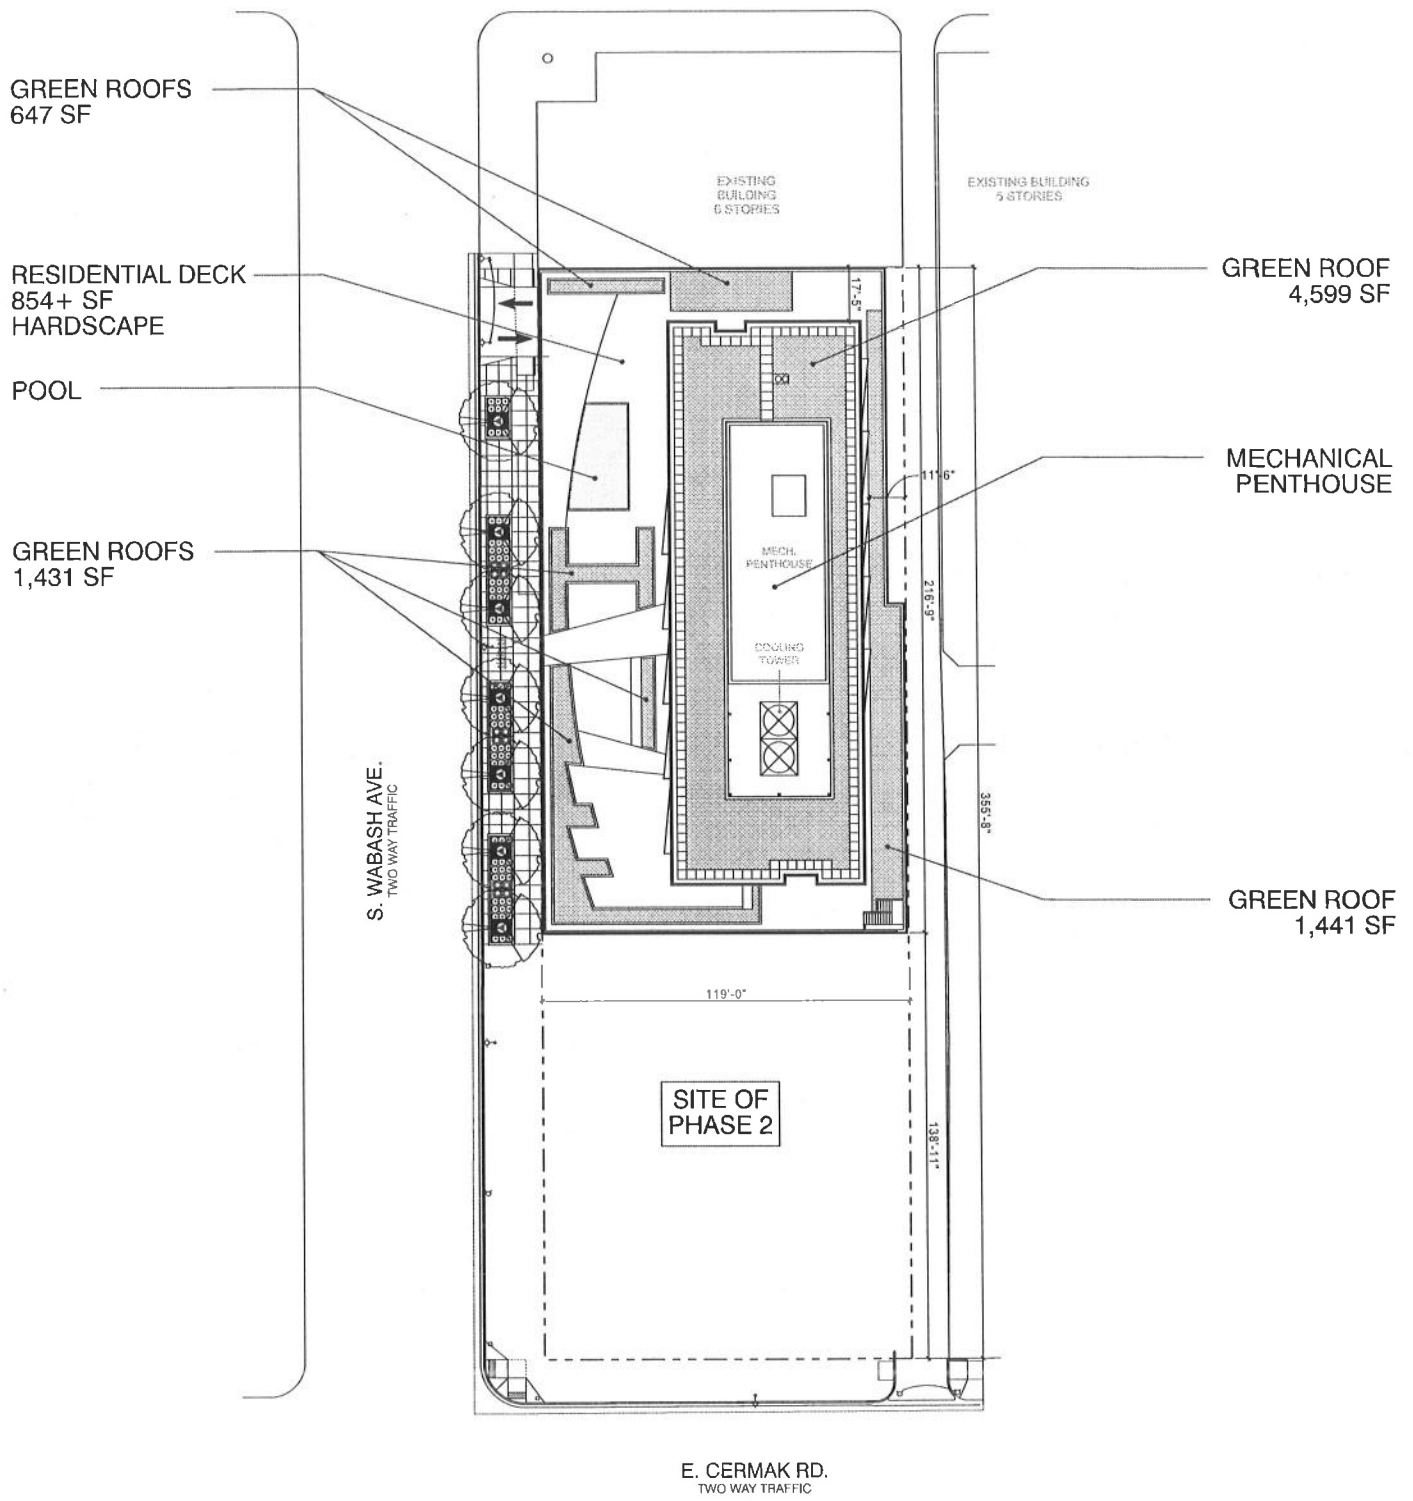 GREEN ROOFS
647 SF
EXISTING
BUILDING
6 STORIES
EXISTING BUILDING
5 STORIES
RESIDENTIAL DECK
854+ SF
HARDSCAPE
17'-5"
GREEN ROOF
4,599 SF
POOL
11'-6"
MECHANICAL
PENTHOUSE
GREEN ROOFS
1,431 SF
MECH.
PENTHOUSE
216'-9"
COOLING
TOWER
S. WABASH AVE.
TWO WAY TRAFFIC
355'-8"
GREEN ROOF
1,441 SF
119'-0"
SITE OF
PHASE 2
138'-11"
E. CERMAK RD.
TWO WAY TRAFFIC